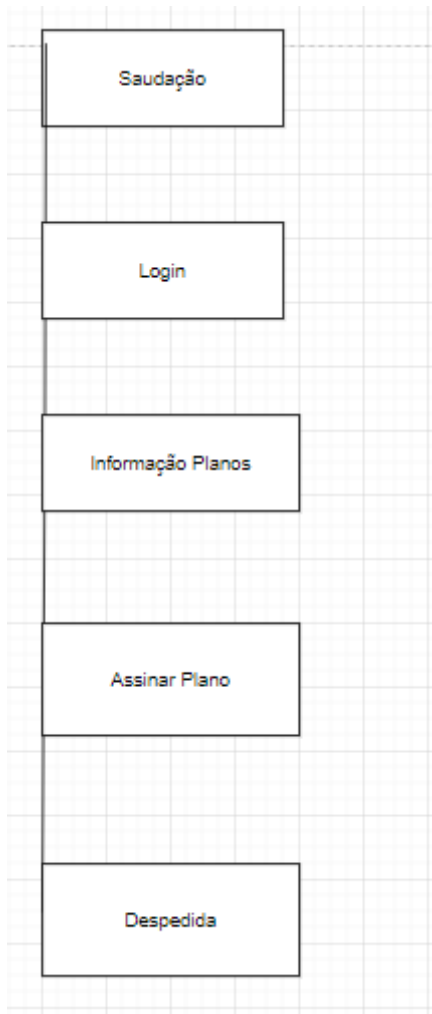 Saudação
Login
Informação Planos
Assinar Plano
Despedida